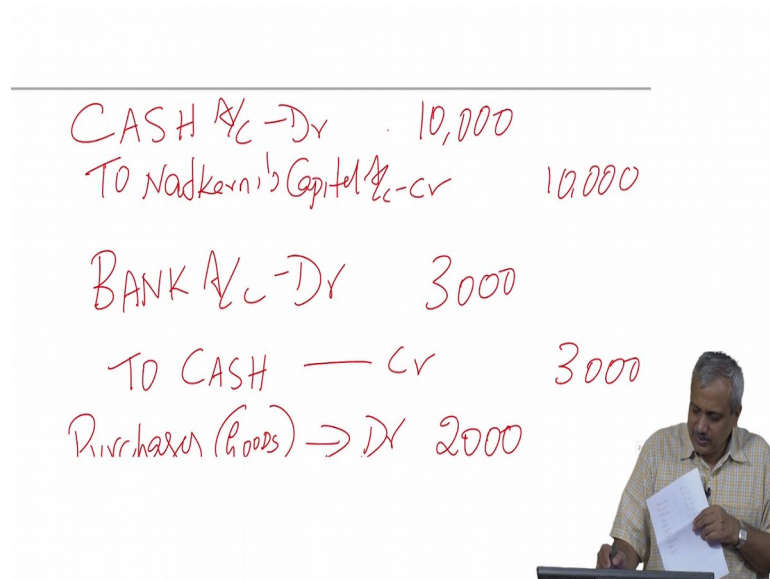 CASH A/c - Dr 10,000
TO Nadkarni's Capital A/c - Cr 10,000
BANK A/c - Dr 3000
TO CASH — Cr 3000
Purchases (Goods) → Dr 2000